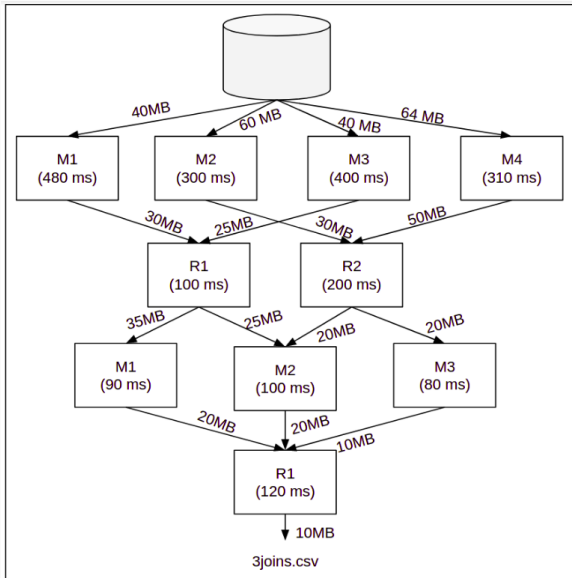 40MB
60 MB
40 MB
64 MB
M1
(480 ms)
M2
(300 ms)
M3
(400 ms)
M4
(310 ms)
30MB
25MB
30MB
50MB
R1
(100 ms)
R2
(200 ms)
35MB
25MB
20MB
20MB
M1
(90 ms)
M2
(100 ms)
M3
(80 ms)
20MB
20MB
10MB
R1
(120 ms)
10MB
3joins.csv